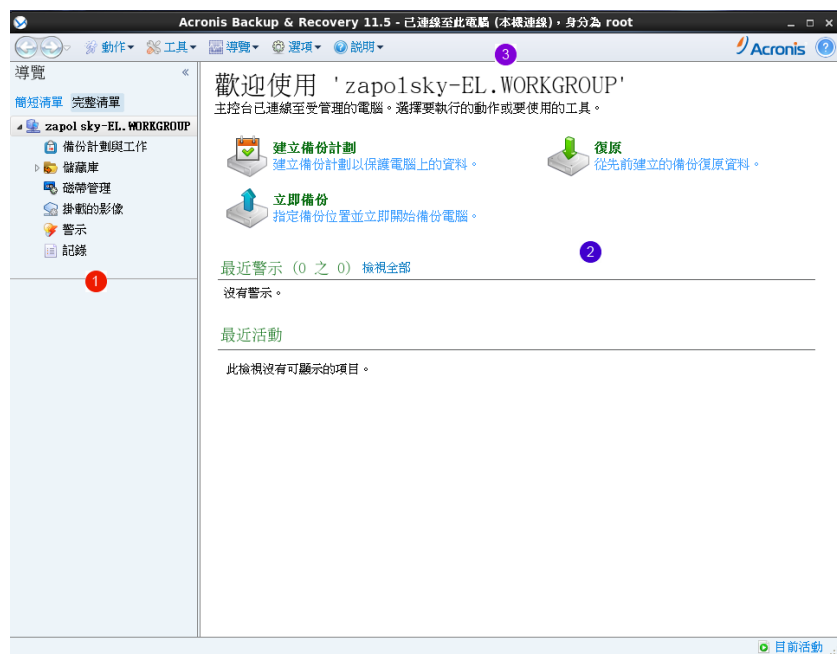 Acronis Backup & Recovery 11.5 - 已連線至此電腦 (本機連線)，身分為 root
動作 工具 導覽 選項 說明 Acronis
3
導覽
簡短清單 完整清單
zapolsky-EL.WORKGROUP
備份計劃與工作
儲藏庫
磁帶管理
掛載的影像
警示
記錄
1
歡迎使用 'zapolsky-EL.WORKGROUP'
主控台已連線至受管理的電腦。選擇要執行的動作或要使用的工具。
建立備份計劃
建立備份計劃以保護電腦上的資料。
復原
從先前建立的備份復原資料。
立即備份
指定備份位置並立即開始備份電腦。
2
最近警示 (0 之 0) 檢視全部
沒有警示。
最近活動
此檢視沒有可顯示的項目。
目前活動